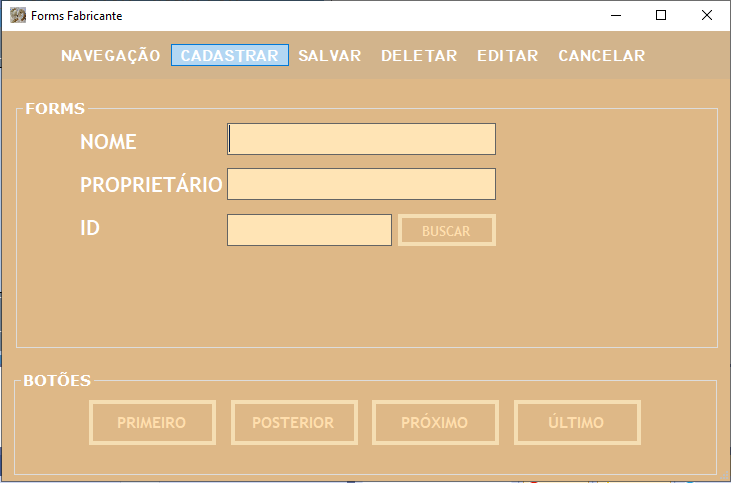 Forms Fabricante
NAVEGAÇÃO CADASTRAR SALVAR DELETAR EDITAR CANCELAR
FORMS
NOME
PROPRIETÁRIO
ID BUSCAR
BOTÕES
PRIMEIRO POSTERIOR PRÓXIMO ÚLTIMO